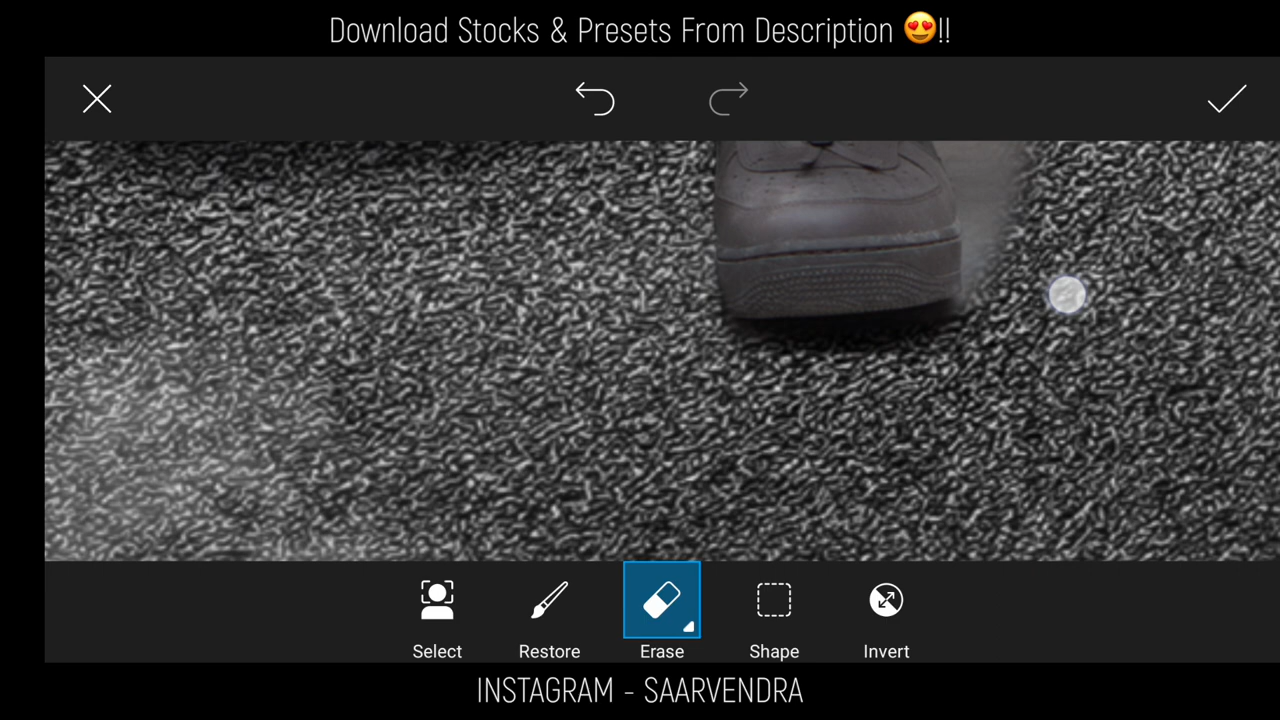 Download Stocks & Presets From Description 😍!!
Select
Restore
Erase
Shape
Invert
INSTAGRAM - SAARVENDRA